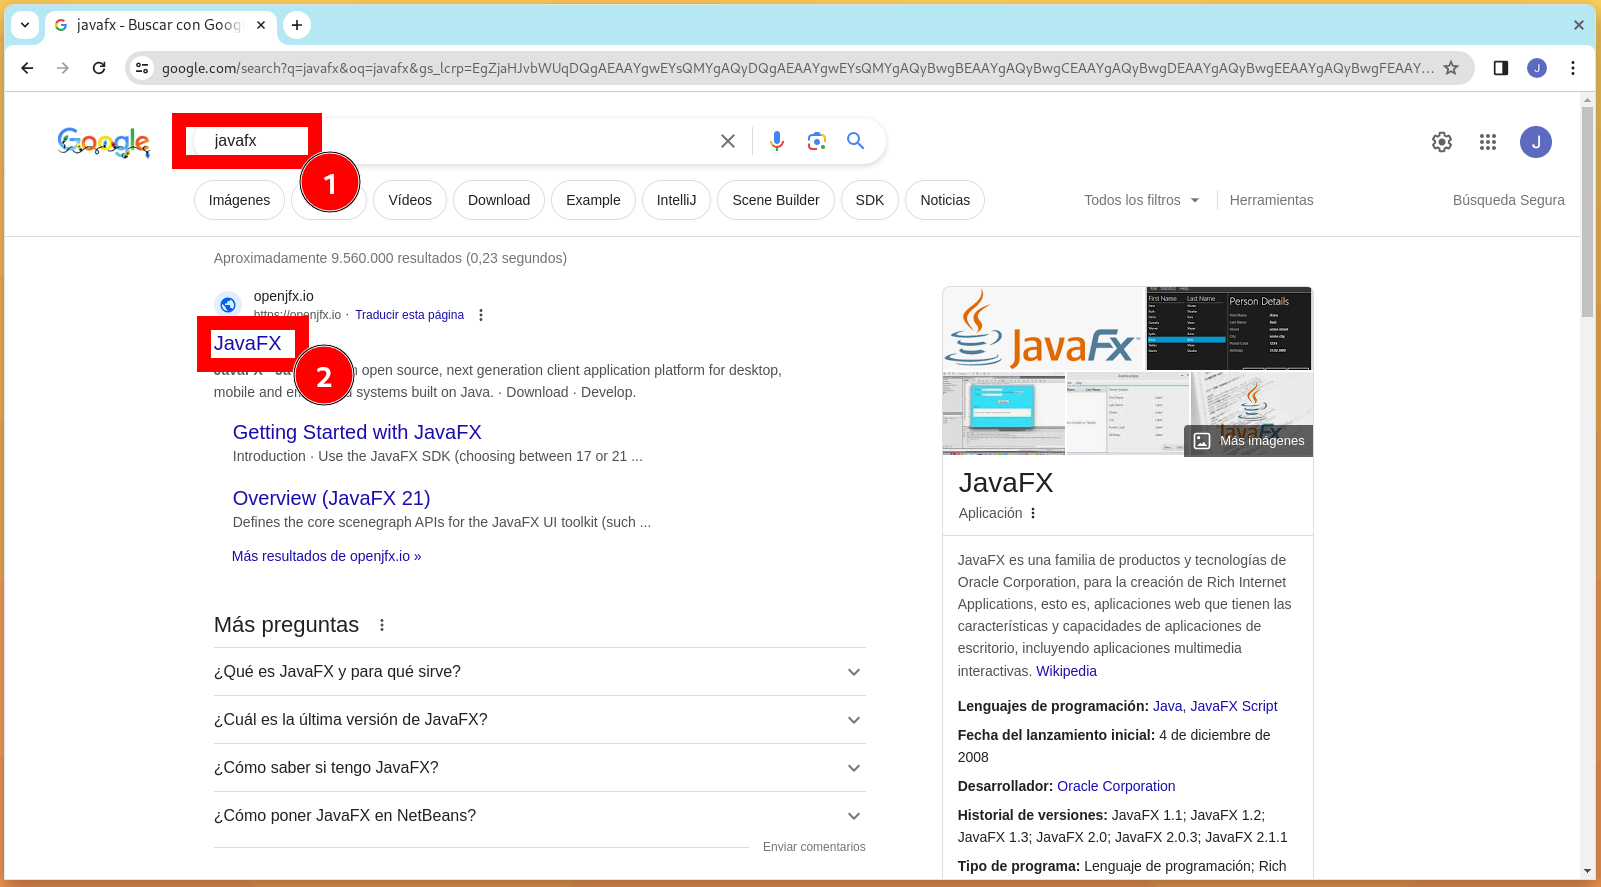 javafx - Buscar con Goog
google.com/search?q=javafx&oq=javafx&gs_lcrp=EgZjaHJvbWUqDQgAEAAYgwEYsQMYgAQyDQgAEAAYgwEYsQMYgAQyBwgBEAAYgAQyBwgCEAAYgAQyBwgDEAAYgAQyBwgEEAAYgAQyBwgFEAAY...
J
Google
javafx
J
1
Imágenes
Vídeos
Download
Example
IntelliJ
Scene Builder
SDK
Noticias
Todos los filtros
Herramientas
Búsqueda Segura
Aproximadamente 9.560.000 resultados (0,23 segundos)
openjfx.io
https://openjfx.io · Traducir esta página
JavaFX
2
open source, next generation client application platform for desktop,
mobile and systems built on Java. · Download · Develop.
Getting Started with JavaFX
Introduction · Use the JavaFX SDK (choosing between 17 or 21 ...
Overview (JavaFX 21)
Defines the core scenegraph APIs for the JavaFX UI toolkit (such ...
Más resultados de openjfx.io »
Más preguntas
¿Qué es JavaFX y para qué sirve?
¿Cuál es la última versión de JavaFX?
¿Cómo saber si tengo JavaFX?
¿Cómo poner JavaFX en NetBeans?
Enviar comentarios
JavaFX
First Name Last Name
Person Details
Más imágenes
JavaFX
Aplicación
JavaFX es una familia de productos y tecnologías de
Oracle Corporation, para la creación de Rich Internet
Applications, esto es, aplicaciones web que tienen las
características y capacidades de aplicaciones de
escritorio, incluyendo aplicaciones multimedia
interactivas. Wikipedia
Lenguajes de programación: Java, JavaFX Script
Fecha del lanzamiento inicial: 4 de diciembre de
2008
Desarrollador: Oracle Corporation
Historial de versiones: JavaFX 1.1; JavaFX 1.2;
JavaFX 1.3; JavaFX 2.0; JavaFX 2.0.3; JavaFX 2.1.1
Tipo de programa: Lenguaje de programación; Rich